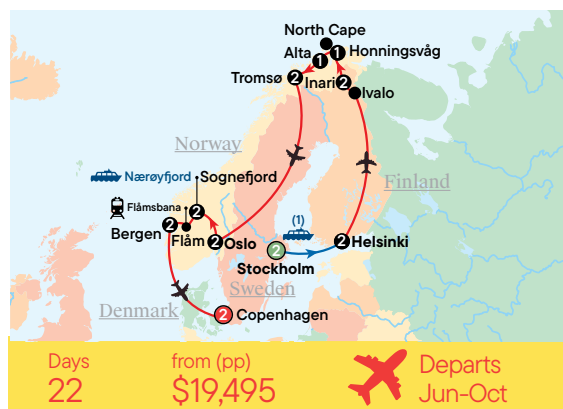 North Cape
Alta
1
1
Honningsvåg
Tromsø
2
Inari
2
Ivalo
Norway
Nærøyfjord
Sognefjord
Finland
Flåmsbana
2
Bergen
2
Flåm
2
Oslo
(1)
2
Helsinki
2
Stockholm
Sweden
Denmark
2
Copenhagen
Days
22
from (pp)
$19,495
Departs
Jun-Oct